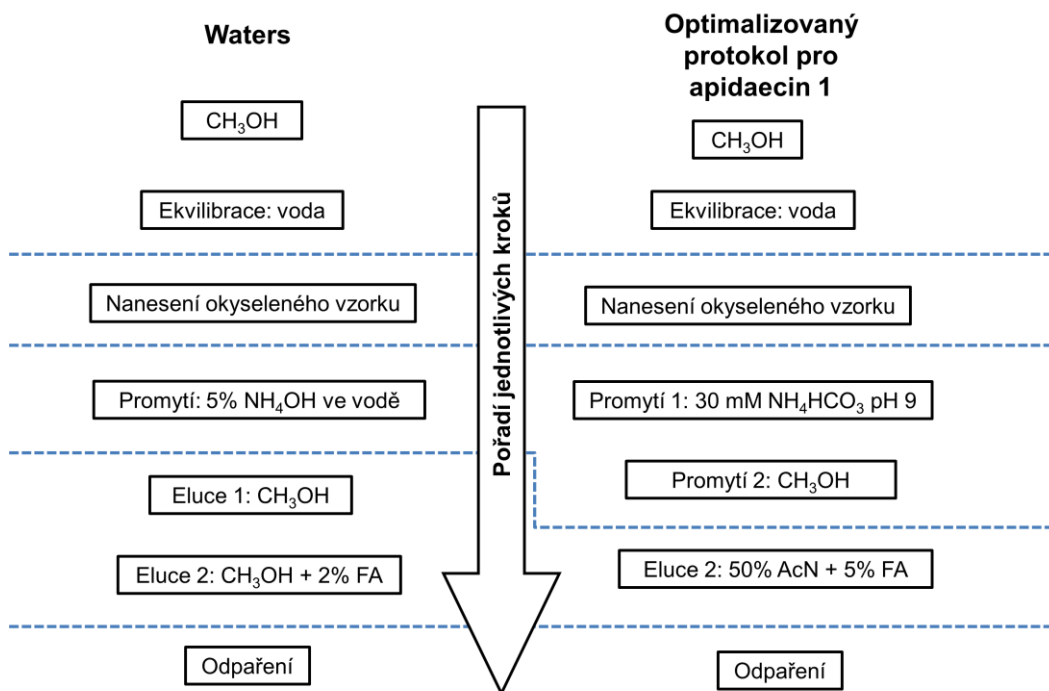 Waters
CH₃OH
Ekvilibrace: voda
Nanesení okyseleného vzorku
Promytí: 5% NH₄OH ve vodě
Eluce 1: CH₃OH
Eluce 2: CH₃OH + 2% FA
Odpaření
Pořadí jednotlivých kroků
Optimalizovaný
protokol pro
apidaecin 1
CH₃OH
Ekvilibrace: voda
Nanesení okyseleného vzorku
Promytí 1: 30 mM NH₄HCO₃ pH 9
Promytí 2: CH₃OH
Eluce 2: 50% AcN + 5% FA
Odpaření